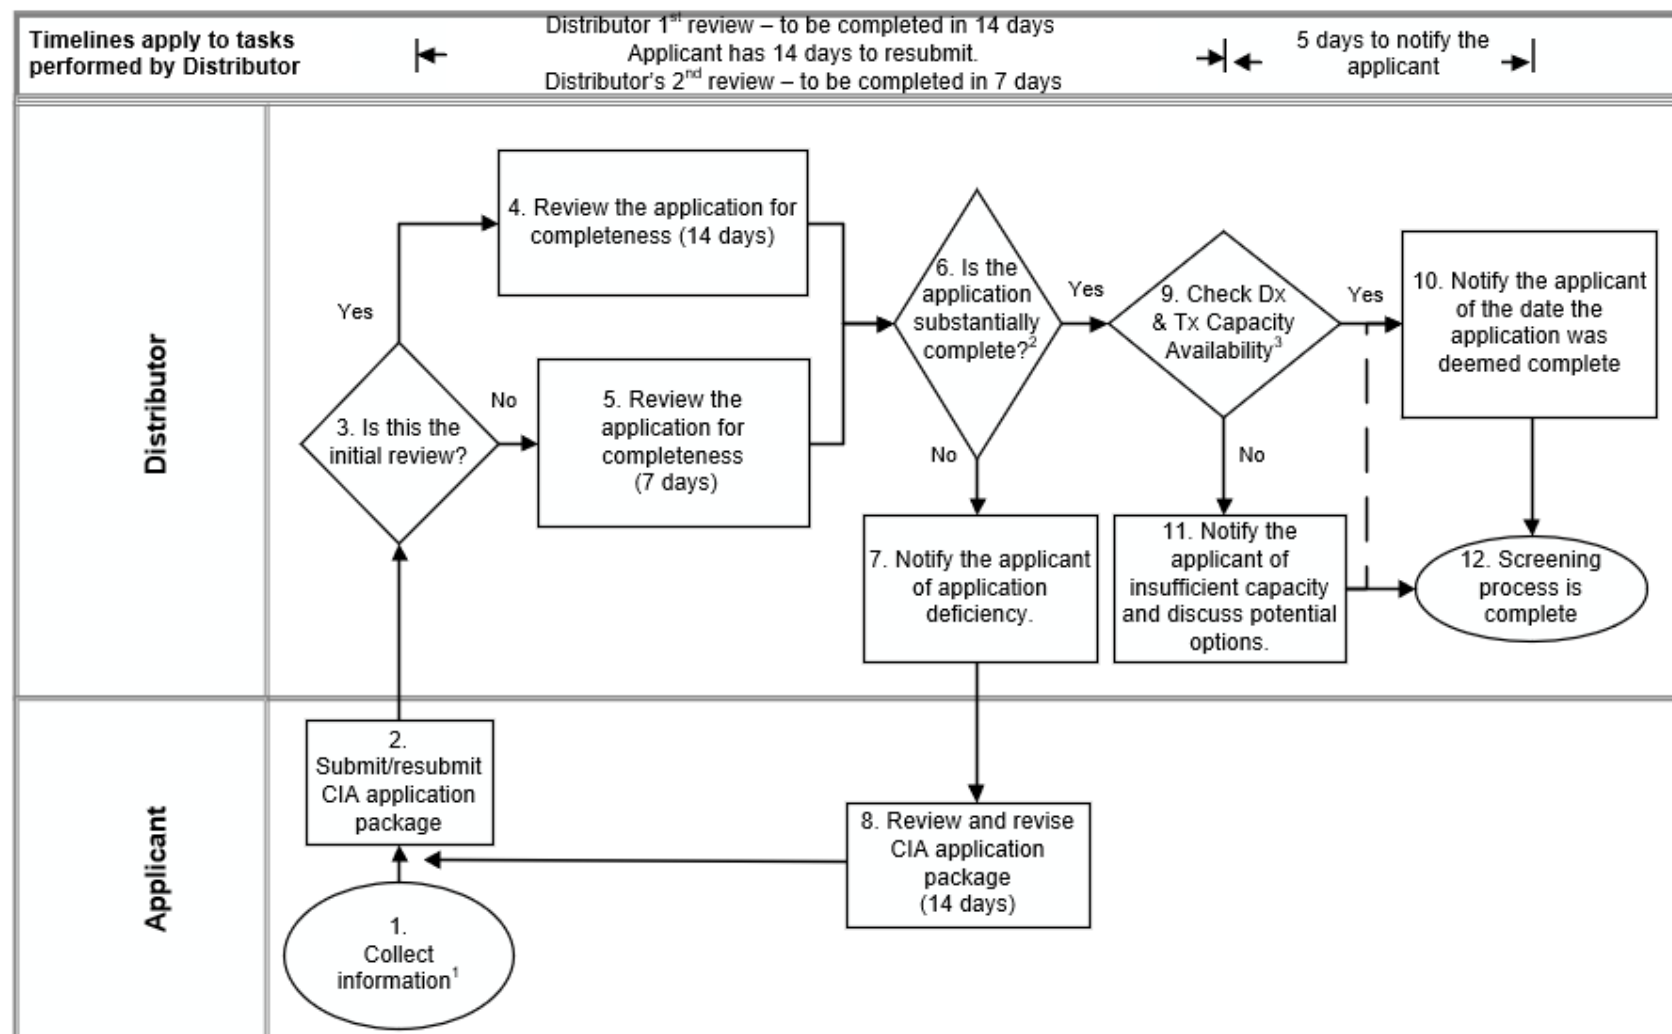 Timelines apply to tasks
performed by Distributor
Distributor 1st review – to be completed in 14 days
Applicant has 14 days to resubmit.
Distributor's 2nd review – to be completed in 7 days
5 days to notify the
applicant
Distributor
4. Review the application for
completeness (14 days)
Yes
3. Is this the
initial review?
No
5. Review the
application for
completeness
(7 days)
6. Is the
application
substantially
complete?2
Yes
No
9. Check Dx
& Tx Capacity
Availability3
Yes
No
10. Notify the applicant
of the date the
application was
deemed complete
7. Notify the applicant
of application
deficiency.
11. Notify the
applicant of
insufficient capacity
and discuss potential
options.
12. Screening
process is
complete
Applicant
2.
Submit/resubmit
CIA application
package
8. Review and revise
CIA application
package
(14 days)
1.
Collect
information1